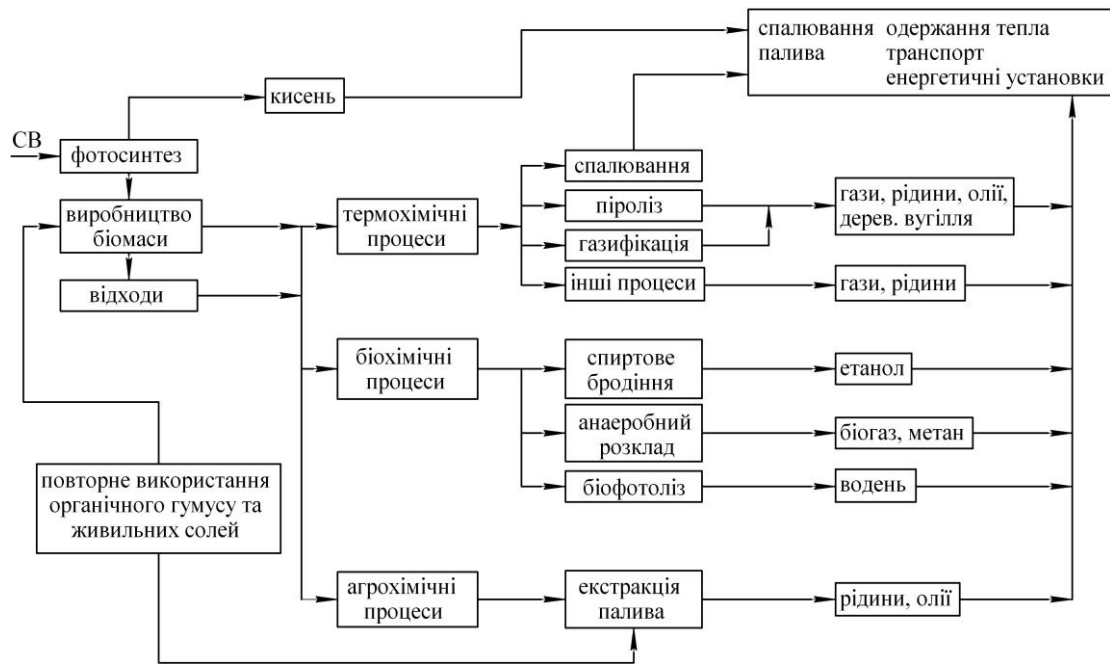 спалювання одержання тепла
палива транспорт
енергетичні установки
кисень
СВ
фотосинтез
виробництво
біомаси
відходи
термохімічні
процеси
спалювання
піроліз
газифікація
інші процеси
гази, рідини, олії,
дерев. вугілля
гази, рідини
біохімічні
процеси
спиртове
бродіння
етанол
анаеробний
розклад
біогаз, метан
біофотоліз
водень
повторне використання
органічного гумусу та
живильних солей
агрохімічні
процеси
екстракція
палива
рідини, олії